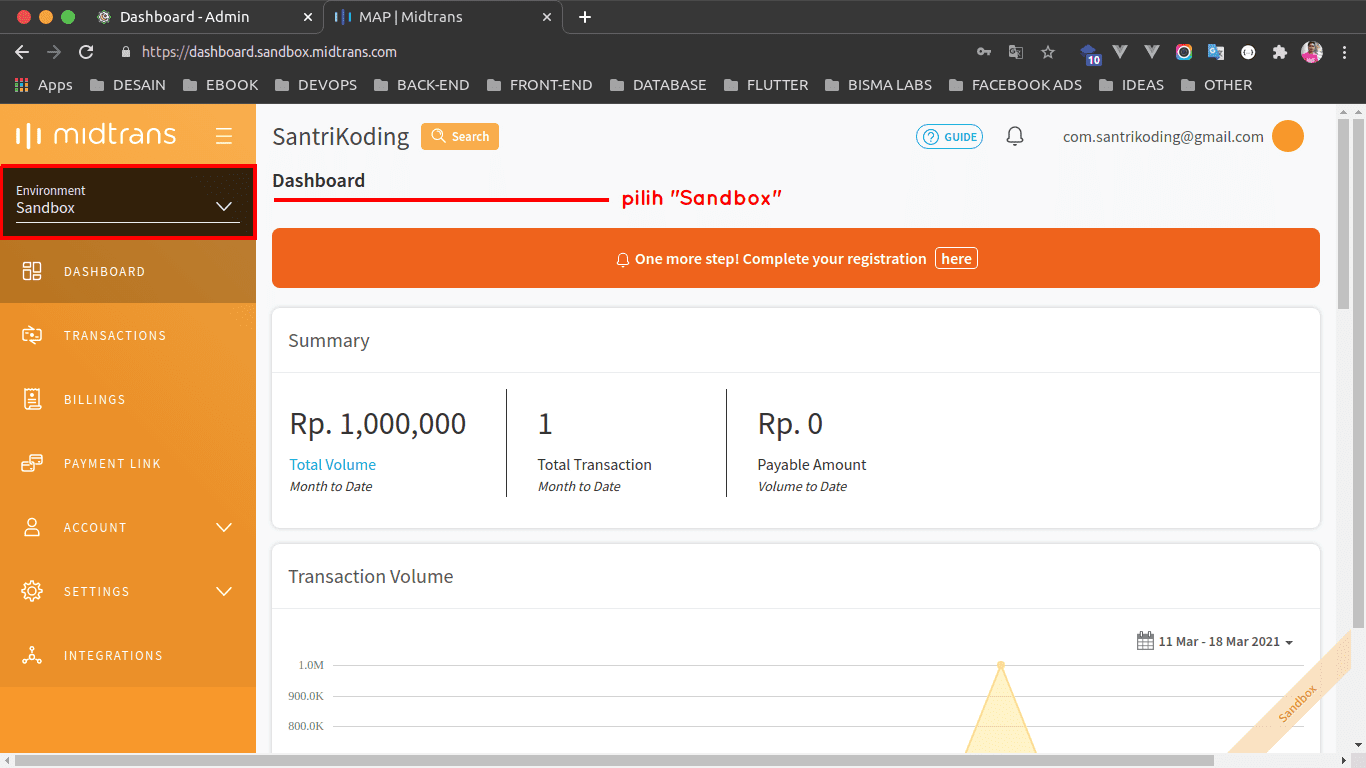 Dashboard - Admin
MAP | Midtrans
https://dashboard.sandbox.midtrans.com
10
Apps
DESAIN
EBOOK
DEVOPS
BACK-END
FRONT-END
DATABASE
FLUTTER
BISMA LABS
FACEBOOK ADS
IDEAS
OTHER
midtrans
SantriKoding
Search
GUIDE
com.santrikoding@gmail.com
Environment
Sandbox
Dashboard
pilih "Sandbox"
DASHBOARD
TRANSACTIONS
BILLINGS
PAYMENT LINK
ACCOUNT
SETTINGS
INTEGRATIONS
One more step! Complete your registration here
Summary
Rp. 1,000,000
Total Volume
Month to Date
1
Total Transaction
Month to Date
Rp. 0
Payable Amount
Volume to Date
Transaction Volume
11 Mar - 18 Mar 2021
1.0M
900.0K
800.0K
Sandbox